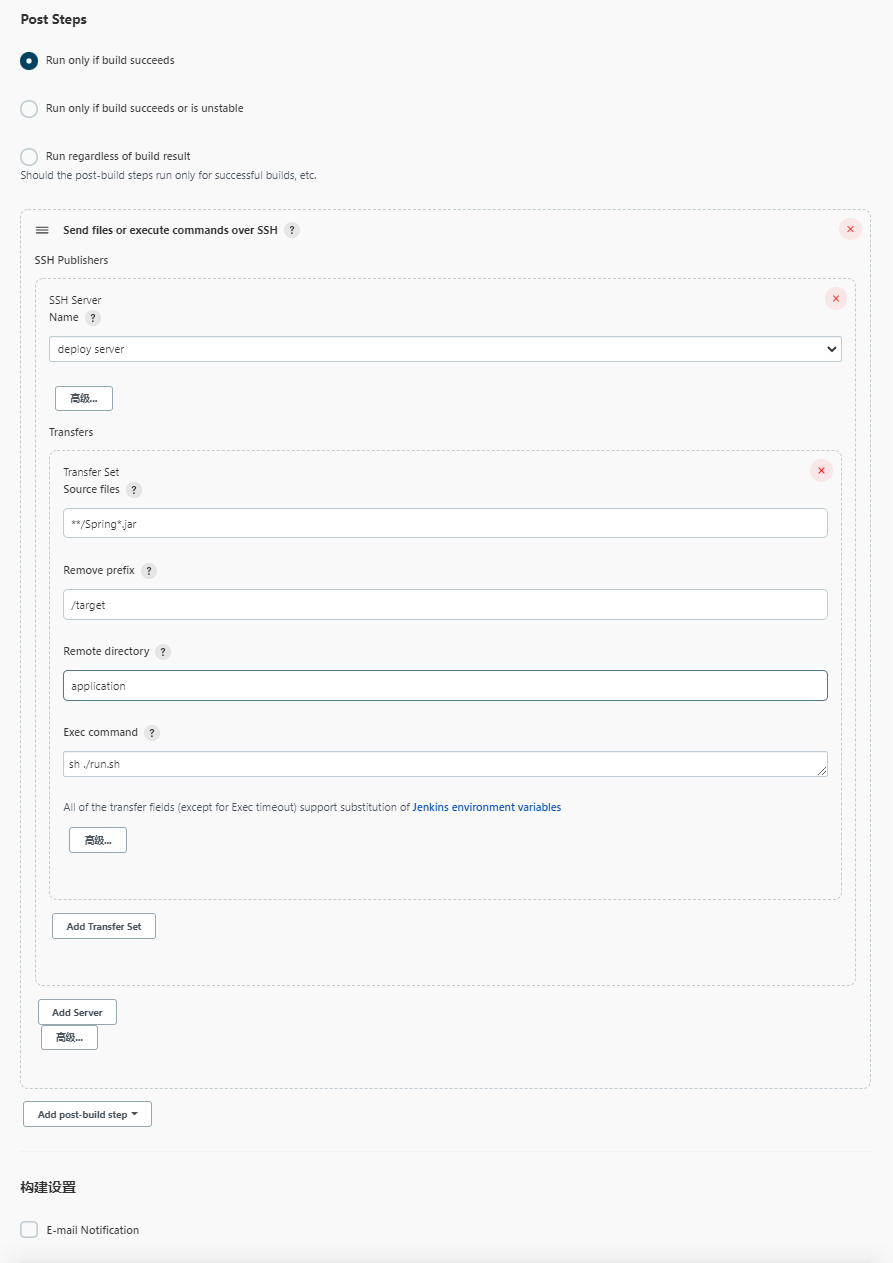 Post Steps
Run only if build succeeds
Run only if build succeeds or is unstable
Run regardless of build result
Should the post-build steps run only for successful builds, etc.
Send files or execute commands over SSH ?
SSH Publishers
SSH Server
Name ?
deploy server
高级...
Transfers
Transfer Set
Source files ?
**/Spring*.jar
Remove prefix ?
/target
Remote directory ?
application
Exec command ?
sh ./run.sh
All of the transfer fields (except for Exec timeout) support substitution of Jenkins environment variables
高级...
Add Transfer Set
Add Server
高级...
Add post-build step
构建设置
E-mail Notification